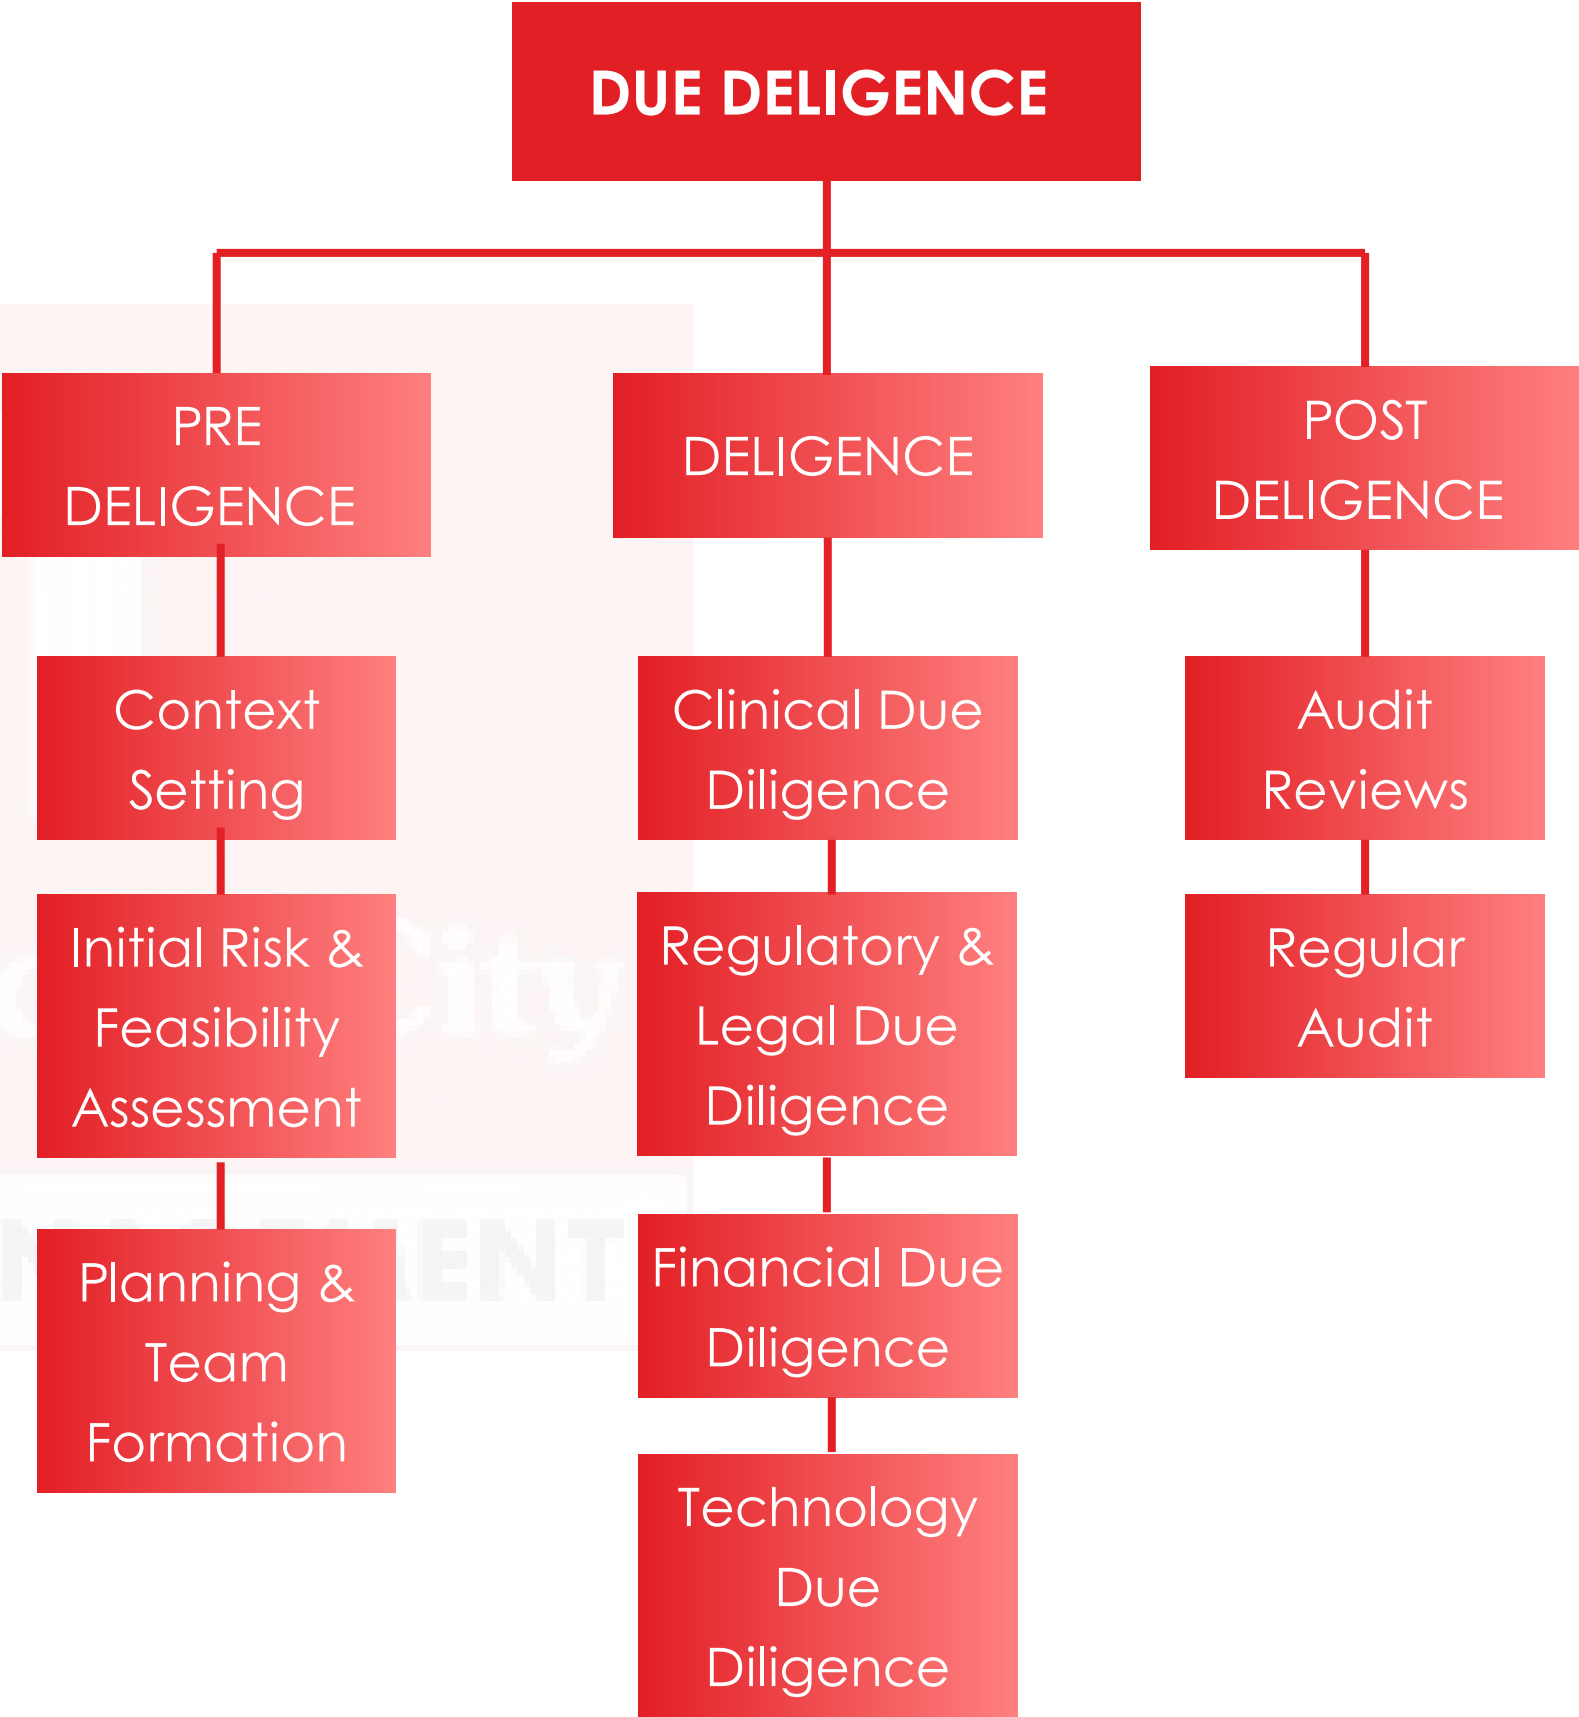 DUE DELIGENCE
PRE
DELIGENCE
DELIGENCE
POST
DELIGENCE
Context
Setting
Initial Risk &
Feasibility
Assessment
Planning &
Team
Formation
Clinical Due
Diligence
Regulatory &
Legal Due
Diligence
Financial Due
Diligence
Technology
Due
Diligence
Audit
Reviews
Regular
Audit
City